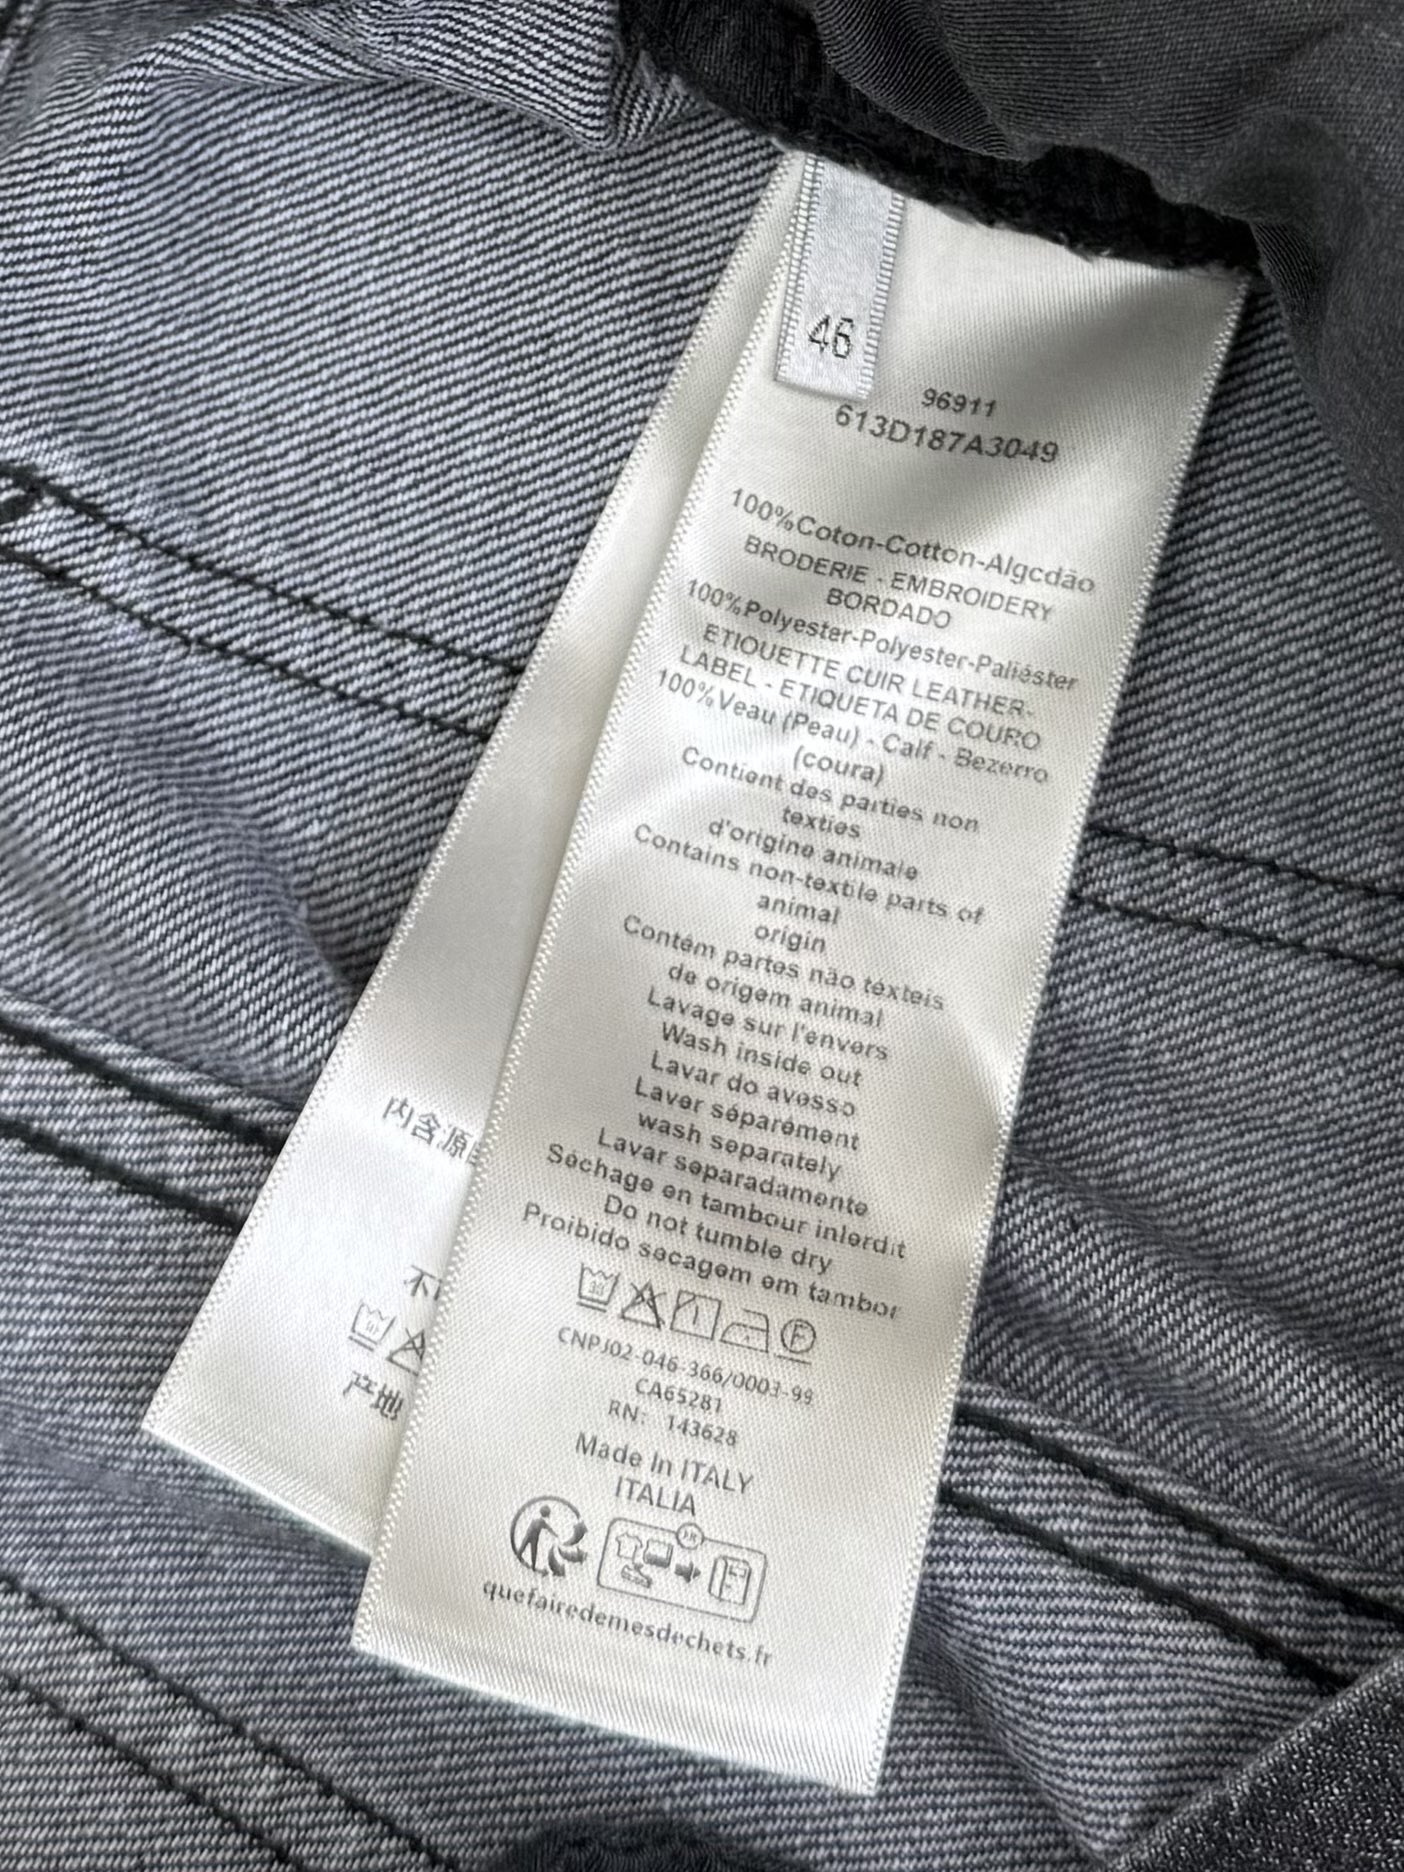 46
96911
613D187A3049
100%Coton-Cotton-Algcdão
BRODERIE - EMBROIDERY
BORDADO
100%Polyester-Polyester-Paliéster
ETIOUETTE CUIR LEATHER-
LABEL - ETIQUETA DE COURO
100%Veau (Peau) - Calf - Bezerro
(coura)
Contient des parties non
texties
d'origine animale
Contains non-textile parts of
animal
origin
Contém partes não texteis
de origem animal
Lavage sur l'envers
Wash inside out
Lavar do avesso
Laver séparément
wash separately
Lavar separadamente
Séchage en tambour interdit
Do not tumble dry
Proibido secagem em tambor
F
CNPJ02-046-366/0003-99
CA65281
RN: 143628
Made In ITALY
ITALIA
quefairedemesdechets.fr
内含原
不
产地